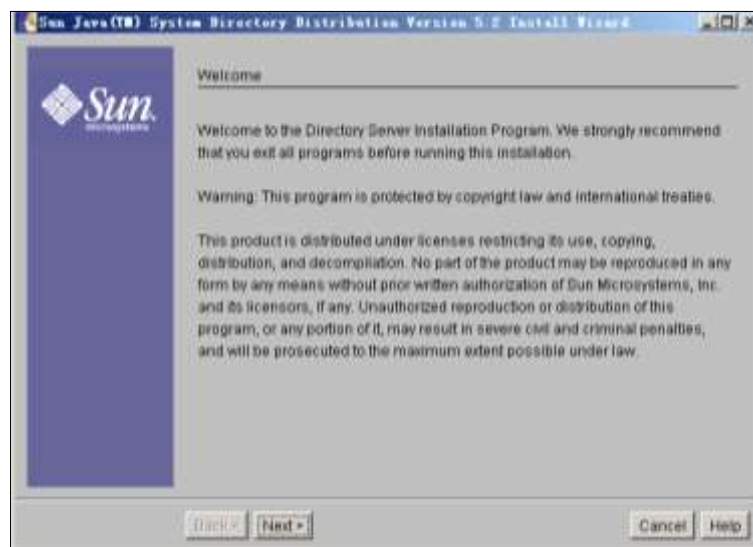 Sun Java(TM) System Directory Distribution Version 5.2 Install Wizard
Sun
microsystems
Welcome
Welcome to the Directory Server Installation Program. We strongly recommend
that you exit all programs before running this installation.
Warning: This program is protected by copyright law and international treaties.
This product is distributed under licenses restricting its use, copying,
distribution, and decompilation. No part of the product may be reproduced in any
form by any means without prior written authorization of Sun Microsystems, Inc.
and its licensors, if any. Unauthorized reproduction or distribution of this
program, or any portion of it, may result in severe civil and criminal penalties,
and will be prosecuted to the maximum extent possible under law.
Back
Next
Cancel
Help